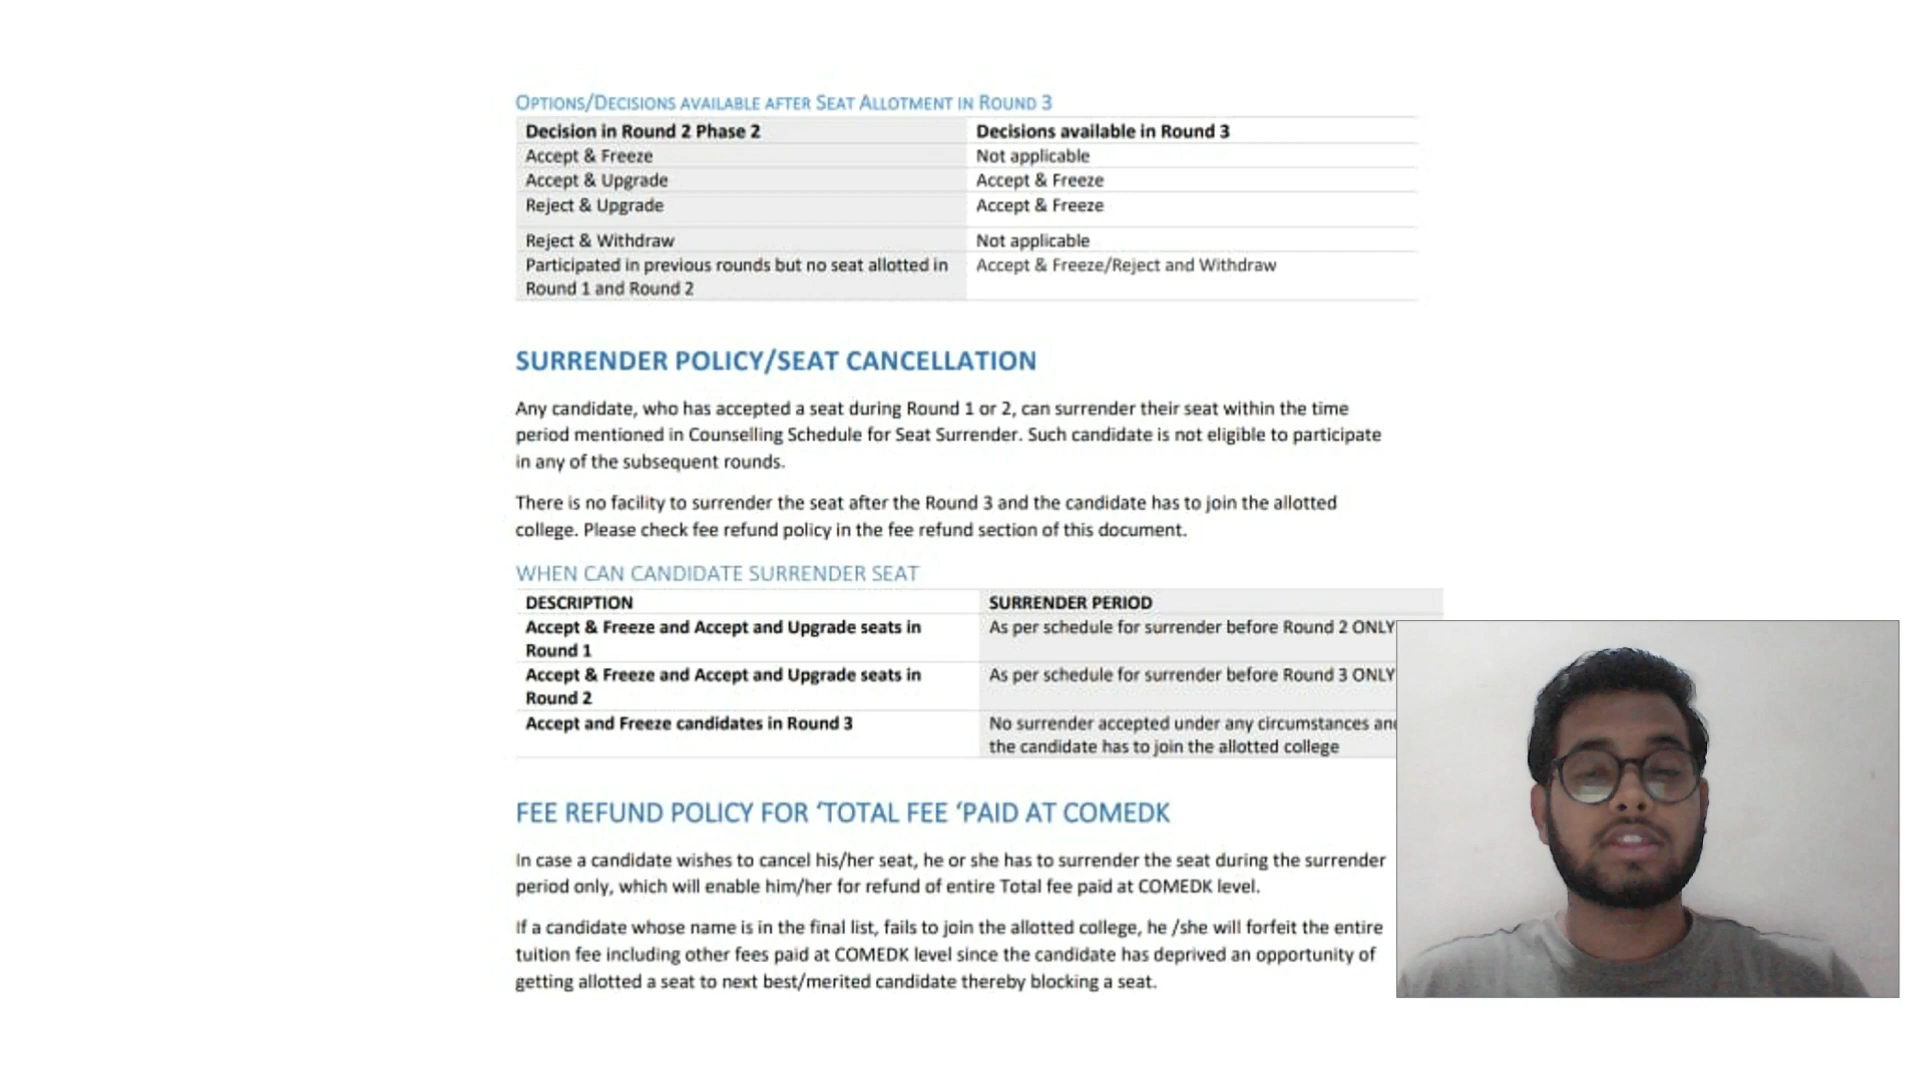 OPTIONS/DECISIONS AVAILABLE AFTER SEAT ALLOTMENT IN ROUND 3
Decision in Round 2 Phase 2 Decisions available in Round 3
Accept & Freeze Not applicable
Accept & Upgrade Accept & Freeze
Reject & Upgrade Accept & Freeze
Reject & Withdraw Not applicable
Participated in previous rounds but no seat allotted in Accept & Freeze/Reject and Withdraw
Round 1 and Round 2
SURRENDER POLICY/SEAT CANCELLATION
Any candidate, who has accepted a seat during Round 1 or 2, can surrender their seat within the time
period mentioned in Counselling Schedule for Seat Surrender. Such candidate is not eligible to participate
in any of the subsequent rounds.
There is no facility to surrender the seat after the Round 3 and the candidate has to join the allotted
college. Please check fee refund policy in the fee refund section of this document.
WHEN CAN CANDIDATE SURRENDER SEAT
DESCRIPTION SURRENDER PERIOD
Accept & Freeze and Accept and Upgrade seats in As per schedule for surrender before Round 2 ONLY
Round 1
Accept & Freeze and Accept and Upgrade seats in As per schedule for surrender before Round 3 ONLY
Round 2
Accept and Freeze candidates in Round 3 No surrender accepted under any circumstances an
the candidate has to join the allotted college
FEE REFUND POLICY FOR ‘TOTAL FEE ‘PAID AT COMEDK
In case a candidate wishes to cancel his/her seat, he or she has to surrender the seat during the surrender
period only, which will enable him/her for refund of entire Total fee paid at COMEDK level.
If a candidate whose name is in the final list, fails to join the allotted college, he /she will forfeit the entire
tuition fee including other fees paid at COMEDK level since the candidate has deprived an opportunity of
getting allotted a seat to next best/merited candidate thereby blocking a seat.